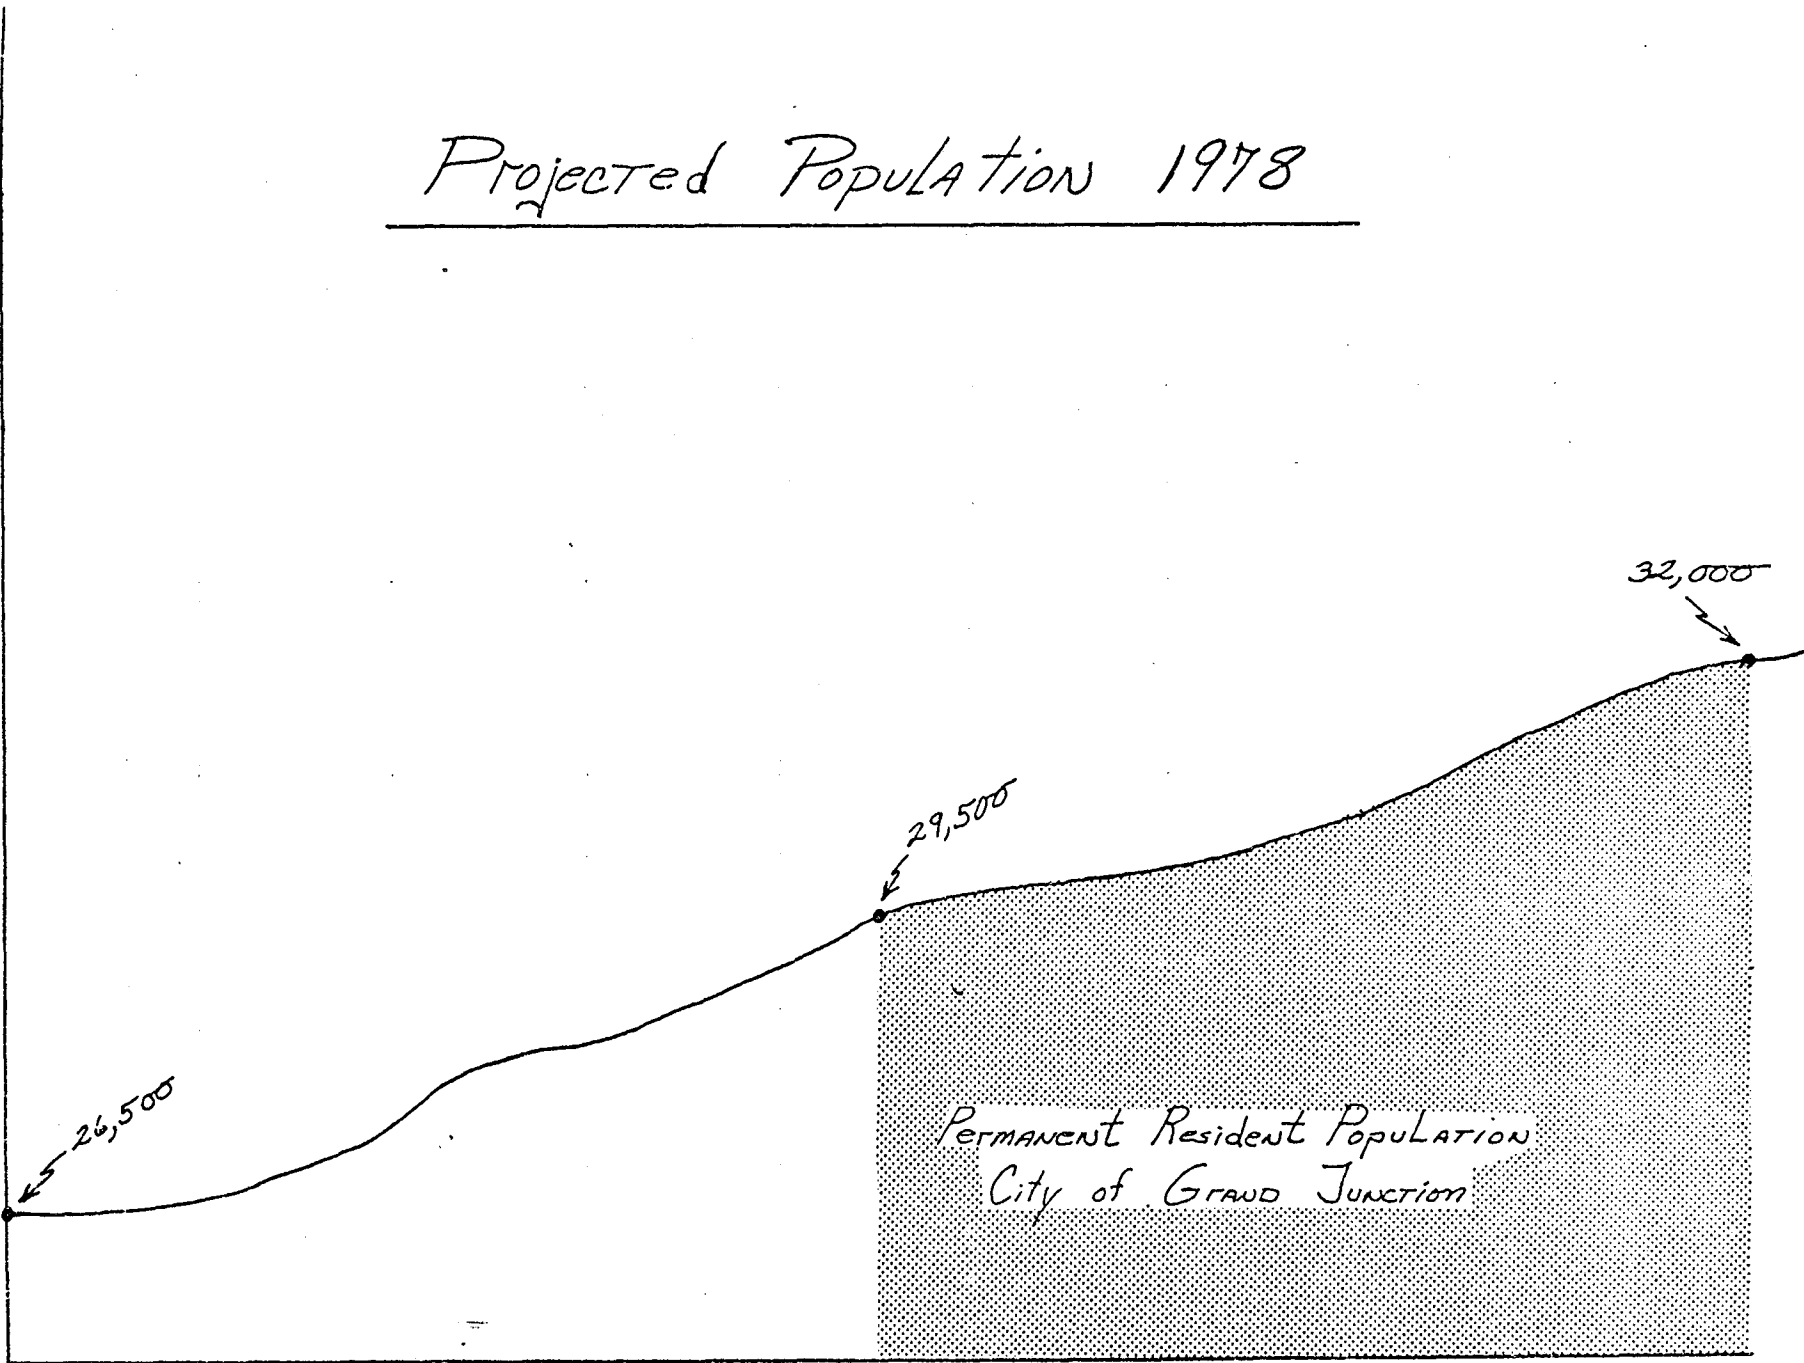 Projected Population 1978
32,000
29,500
26,500
Permanent Resident Population
City of Grand Junction